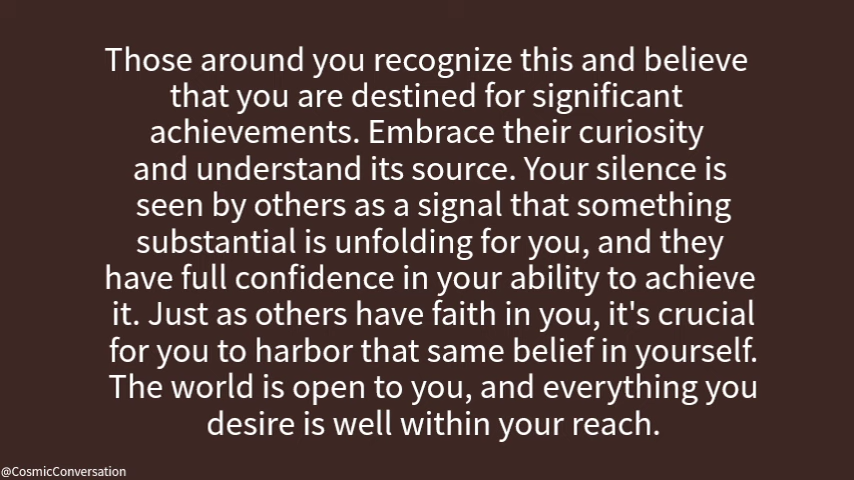 Those around you recognize this and believe
that you are destined for significant
achievements. Embrace their curiosity
and understand its source. Your silence is
seen by others as a signal that something
substantial is unfolding for you, and they
have full confidence in your ability to achieve
it. Just as others have faith in you, it's crucial
for you to harbor that same belief in yourself.
The world is open to you, and everything you
desire is well within your reach.
@CosmicConversation